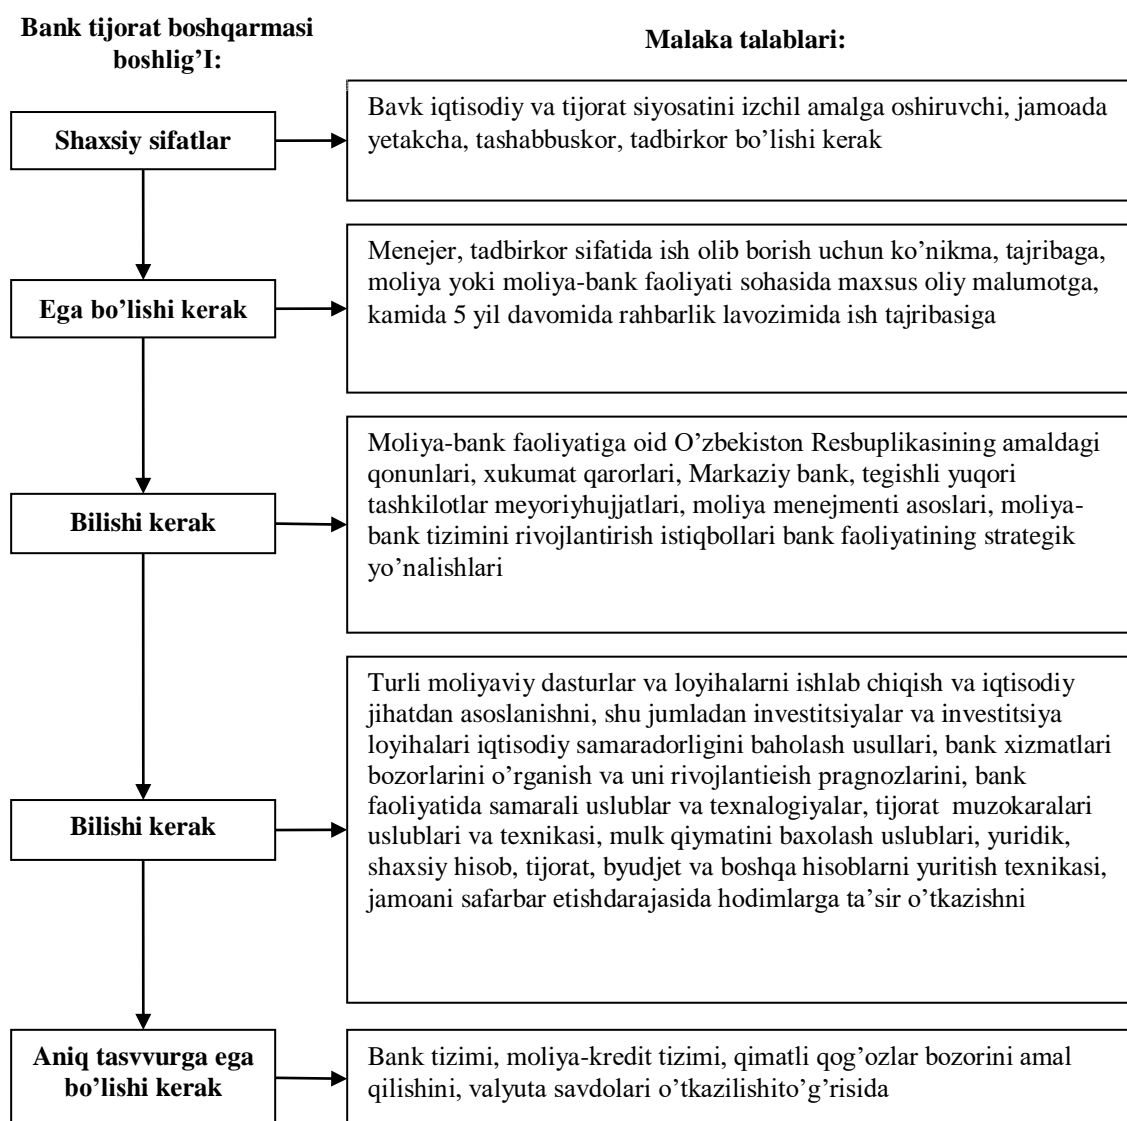 Bank tijorat boshqarmasi
boshlig’I:
Malaka talablari:
Shaxsiy sifatlar
Bavk iqtisodiy va tijorat siyosatini izchil amalga oshiruvchi, jamoada
yetakcha, tashabbuskor, tadbirkor bo’lishi kerak
Ega bo’lishi kerak
Menejer, tadbirkor sifatida ish olib borish uchun ko’nikma, tajribaga,
moliya yoki moliya-bank faoliyati sohasida maxsus oliy malumotga,
kamida 5 yil davomida rahbarlik lavozimida ish tajribasiga
Bilishi kerak
Moliya-bank faoliyatiga oid O’zbekiston Resbuplikasining amaldagi
qonunlari, xukumat qarorlari, Markaziy bank, tegishli yuqori
tashkilotlar meyoriyhujjatlari, moliya menejmenti asoslari, moliya-
bank tizimini rivojlantirish istiqbollari bank faoliyatining strategik
yo’nalishlari
Bilishi kerak
Turli moliyaviy dasturlar va loyihalarni ishlab chiqish va iqtisodiy
jihatdan asoslanishni, shu jumladan investitsiyalar va investitsiya
loyihalari iqtisodiy samaradorligini baholash usullari, bank xizmatlari
bozorlarini o’rganish va uni rivojlantieish pragnozlarini, bank
faoliyatida samarali uslublar va texnalogiyalar, tijorat muzokaralari
uslublari va texnikasi, mulk qiymatini baxolash uslublari, yuridik,
shaxsiy hisob, tijorat, byudjet va boshqa hisoblarni yuritish texnikasi,
jamoani safarbar etishdarajasida hodimlarga ta’sir o’tkazishni
Aniq tasvvurga ega
bo’lishi kerak
Bank tizimi, moliya-kredit tizimi, qimatli qog’ozlar bozorini amal
qilishini, valyuta savdolari o’tkazilishito’g’risida